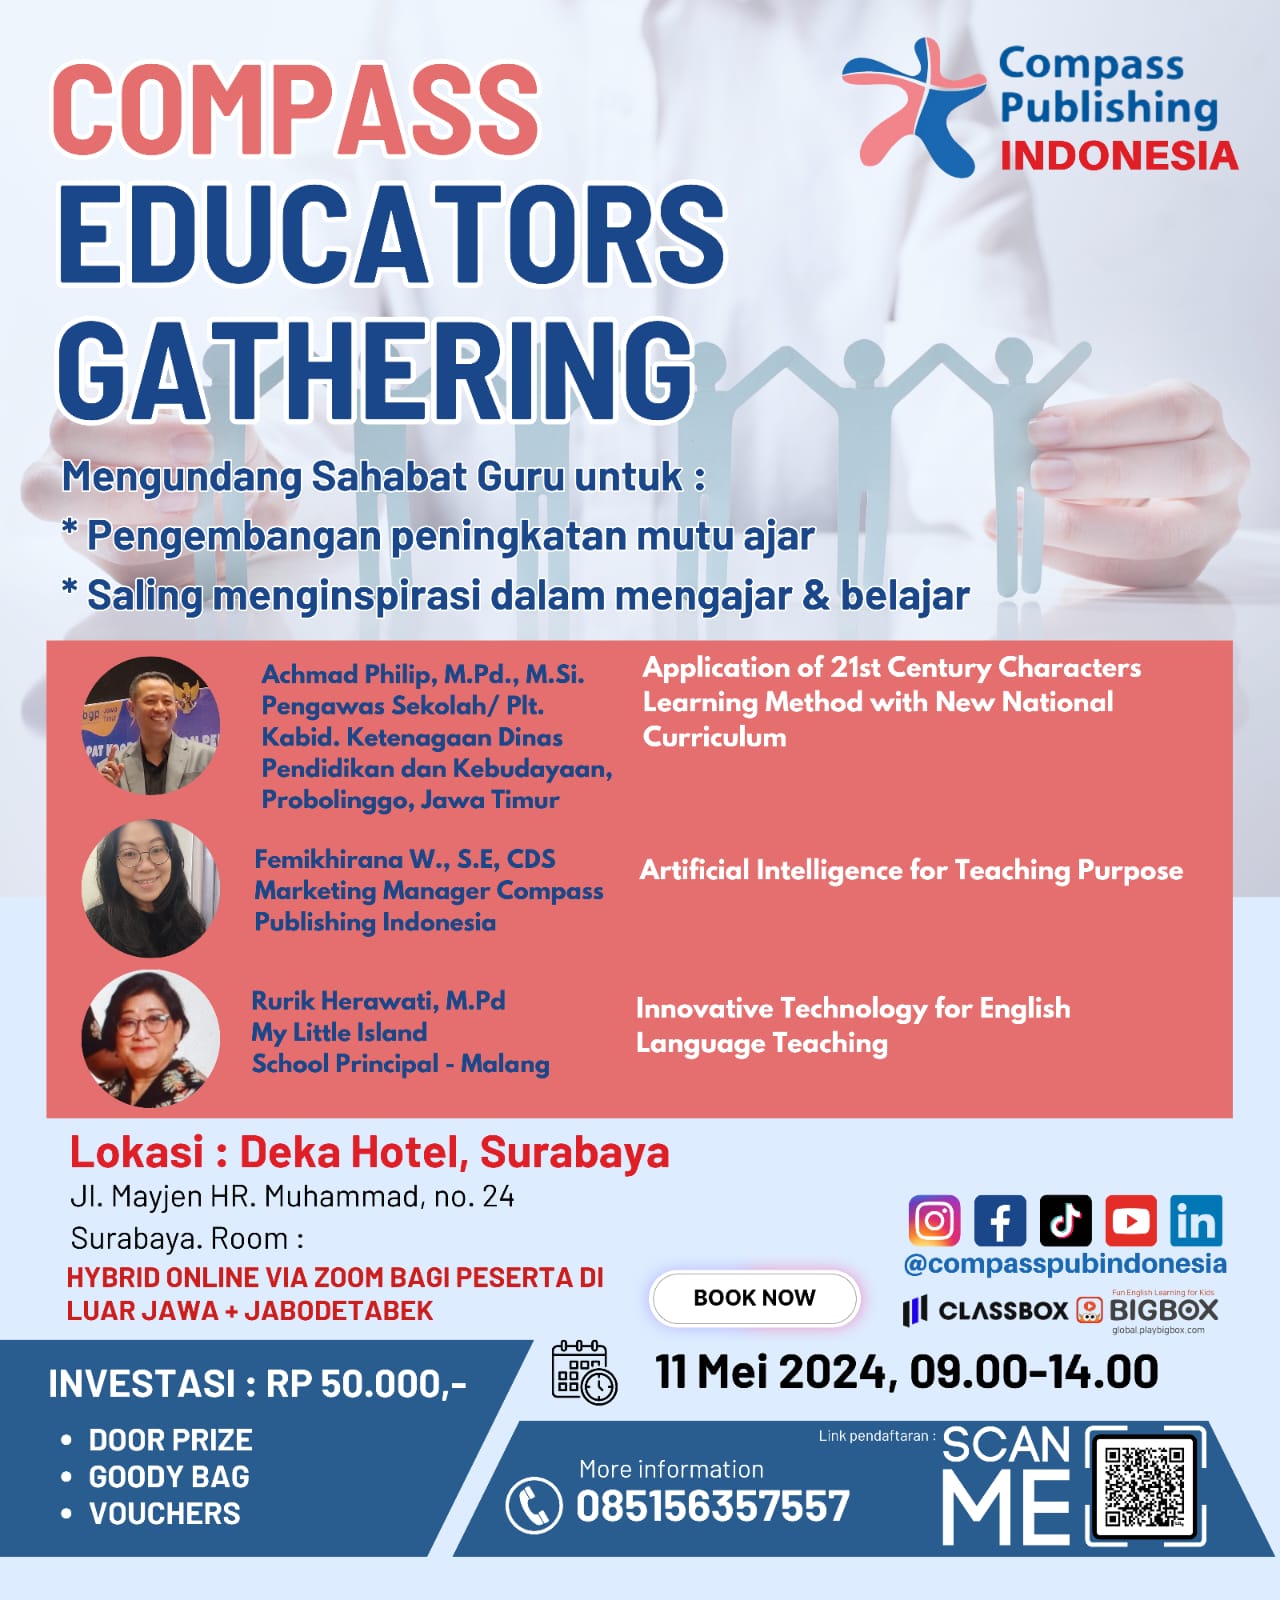 COMPASS
EDUCATORS
GATHERING
Compass
Publishing
INDONESIA
Mengundang Sahabat Guru untuk :
* Pengembangan peningkatan mutu ajar
* Saling menginspirasi dalam mengajar & belajar
Achmad Philip, M.Pd., M.Si.
Pengawas Sekolah/ Plt.
Kabid. Ketenagaan Dinas
Pendidikan dan Kebudayaan,
Probolinggo, Jawa Timur
Application of 21st Century Characters
Learning Method with New National
Curriculum
Femikhirana W., S.E, CDS
Marketing Manager Compass
Publishing Indonesia
Artificial Intelligence for Teaching Purpose
Rurik Herawati, M.Pd
My Little Island
School Principal - Malang
Innovative Technology for English
Language Teaching
Lokasi : Deka Hotel, Surabaya
Jl. Mayjen HR. Muhammad, no. 24
Surabaya. Room :
HYBRID ONLINE VIA ZOOM BAGI PESERTA DI
LUAR JAWA + JABODETABEK
BOOK NOW
@compasspubindonesia
CLASSBOX
Fun English Learning for Kids
BIGBOX
global.playbigbox.com
INVESTASI : RP 50.000,-
• DOOR PRIZE
• GOODY BAG
• VOUCHERS
11 Mei 2024, 09.00-14.00
More information
085156357557
Link pendaftaran :
SCAN
ME